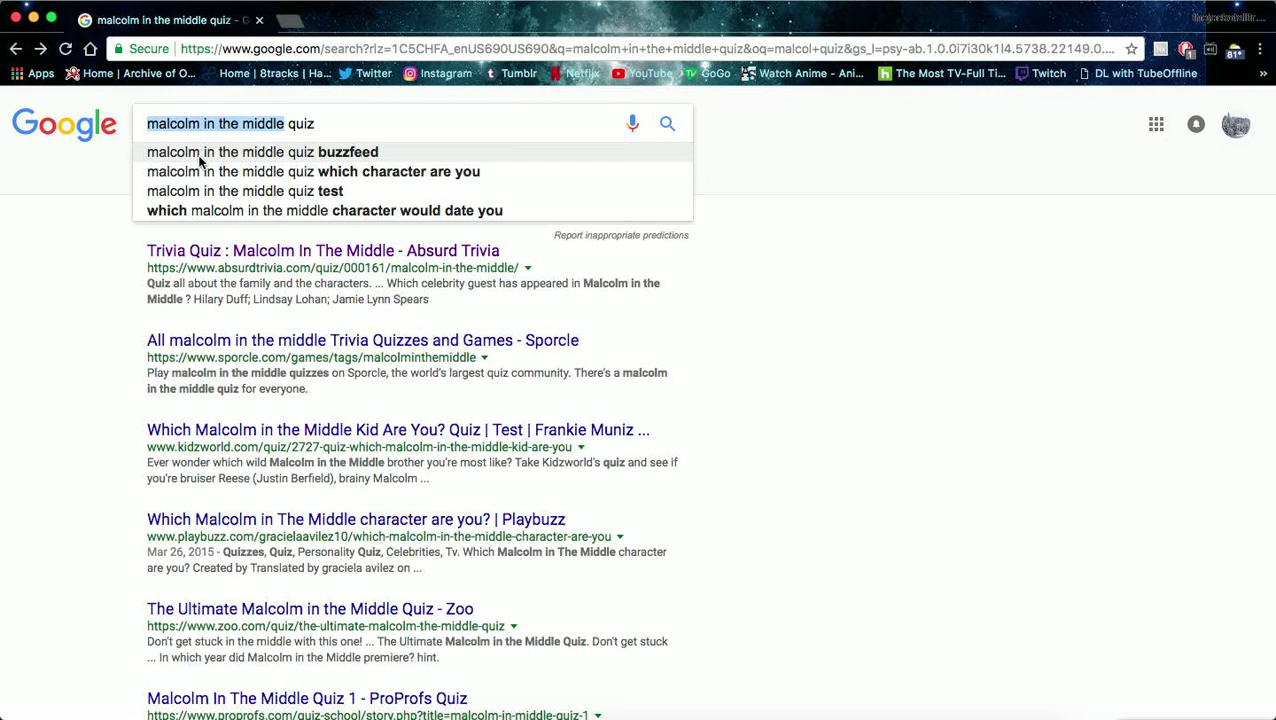 malcolm in the middle quiz - G
Secure https://www.google.com/search?rlz=1C5CHFA_enUS690US690&q=malcolm+in+the+middle+quiz&oq=malcol+quiz&gs_l=psy-ab.1.0.0i7i30k1l4.5738.22149.0....
Apps Home | Archive of O... Home | 8tracks | Ha... Twitter Instagram Tumblr Netflix YouTube GoGo Watch Anime - Ani... The Most TV-Full Ti... Twitch DL with TubeOffline »
1 81°
Google malcolm in the middle quiz
malcolm in the middle quiz buzzfeed
malcolm in the middle quiz which character are you
malcolm in the middle quiz test
which malcolm in the middle character would date you
Report inappropriate predictions
Trivia Quiz : Malcolm In The Middle - Absurd Trivia
https://www.absurdtrivia.com/quiz/000161/malcolm-in-the-middle/
Quiz all about the family and the characters. ... Which celebrity guest has appeared in Malcolm in the
Middle ? Hilary Duff; Lindsay Lohan; Jamie Lynn Spears
All malcolm in the middle Trivia Quizzes and Games - Sporcle
https://www.sporcle.com/games/tags/malcolminthemiddle
Play malcolm in the middle quizzes on Sporcle, the world's largest quiz community. There's a malcolm
in the middle quiz for everyone.
Which Malcolm in the Middle Kid Are You? Quiz | Test | Frankie Muniz ...
www.kidzworld.com/quiz/2727-quiz-which-malcolm-in-the-middle-kid-are-you
Ever wonder which wild Malcolm in the Middle brother you're most like? Take Kidzworld's quiz and see if
you're bruiser Reese (Justin Berfield), brainy Malcolm ...
Which Malcolm in The Middle character are you? | Playbuzz
www.playbuzz.com/gracielaavilez10/which-malcolm-in-the-middle-character-are-you
Mar 26, 2015 - Quizzes, Quiz, Personality Quiz, Celebrities, Tv. Which Malcolm in The Middle character
are you? Created by Translated by graciela avilez on ...
The Ultimate Malcolm in the Middle Quiz - Zoo
https://www.zoo.com/quiz/the-ultimate-malcolm-the-middle-quiz
Don't get stuck in the middle with this one! ... The Ultimate Malcolm in the Middle Quiz. Don't get stuck
... In which year did Malcolm in the Middle premiere? hint.
Malcolm In The Middle Quiz 1 - ProProfs Quiz
https://www.proprofs.com/quiz-school/story.php?title=malcolm-in-middle-quiz-1